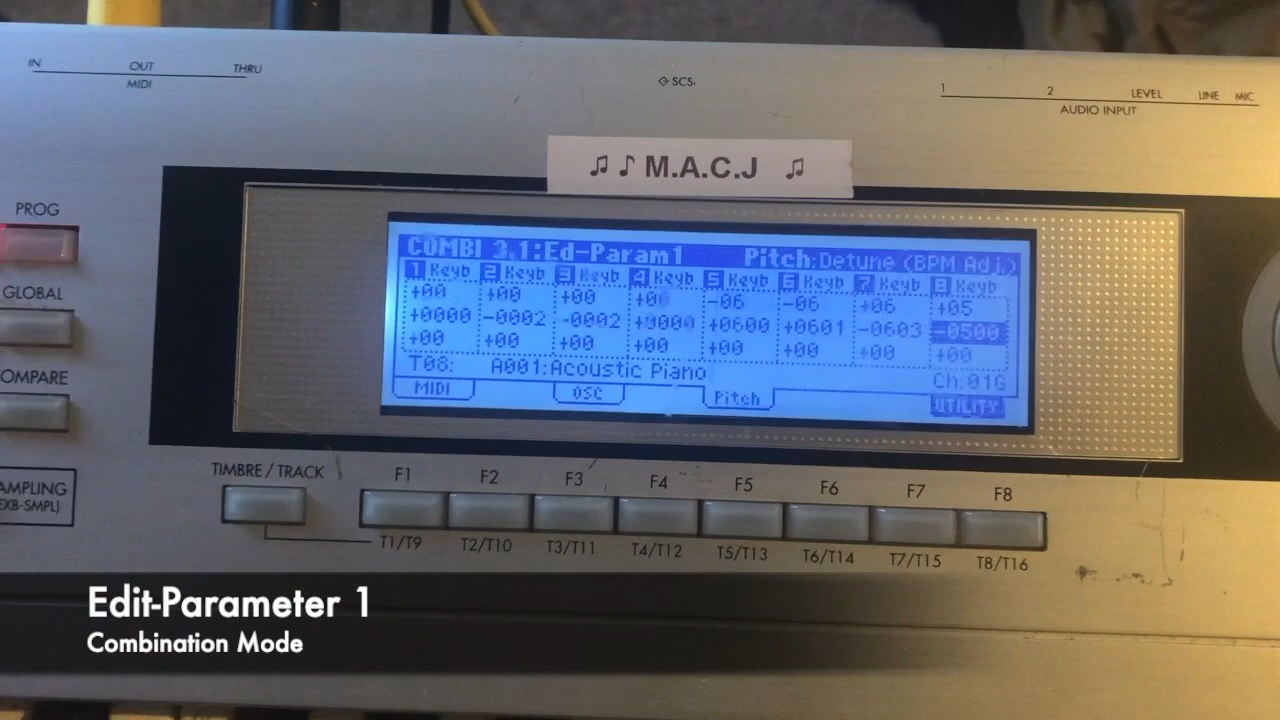 IN OUT THRU
MIDI
SCS
1 2 LEVEL LINE MIC
AUDIO INPUT
♫ ♪ M.A.C.J ♫
PROG
GLOBAL
OMPARE
AMPLING
EXB-SMPL)
COMBI 3.1:Ed-Param1 Pitch:Detune (BPM Adj.)
1 Keyb 2 Keyb 3 Keyb 4 Keyb 5 Keyb 6 Keyb 7 Keyb 8 Keyb
+00 +00 +00 +00 -06 -06 +06 +05
+0000 -0002 -0002 +0000 +0600 +0601 -0603 -0500
+00 +00 +00 +00 +00 +00 +00 +00
T08: A001:Acoustic Piano Ch:01G
MIDI OSC Pitch UTILITY
TIMBRE / TRACK F1 F2 F3 F4 F5 F6 F7 F8
T1/T9 T2/T10 T3/T11 T4/T12 T5/T13 T6/T14 T7/T15 T8/T16
Edit-Parameter 1
Combination Mode